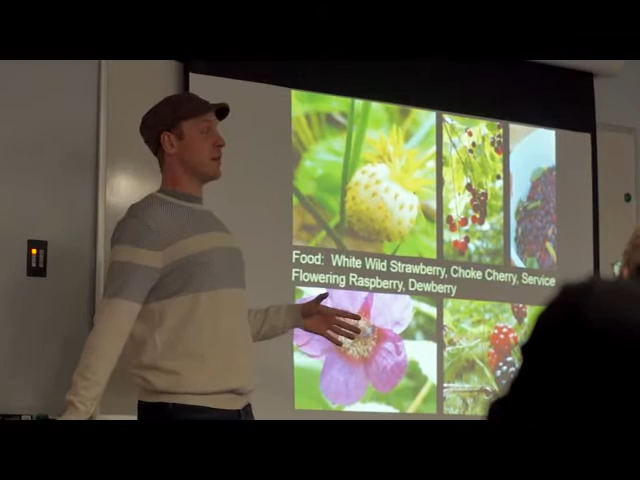 Food:  White Wild Strawberry, Choke Cherry, Service
Flowering Raspberry, Dewberry